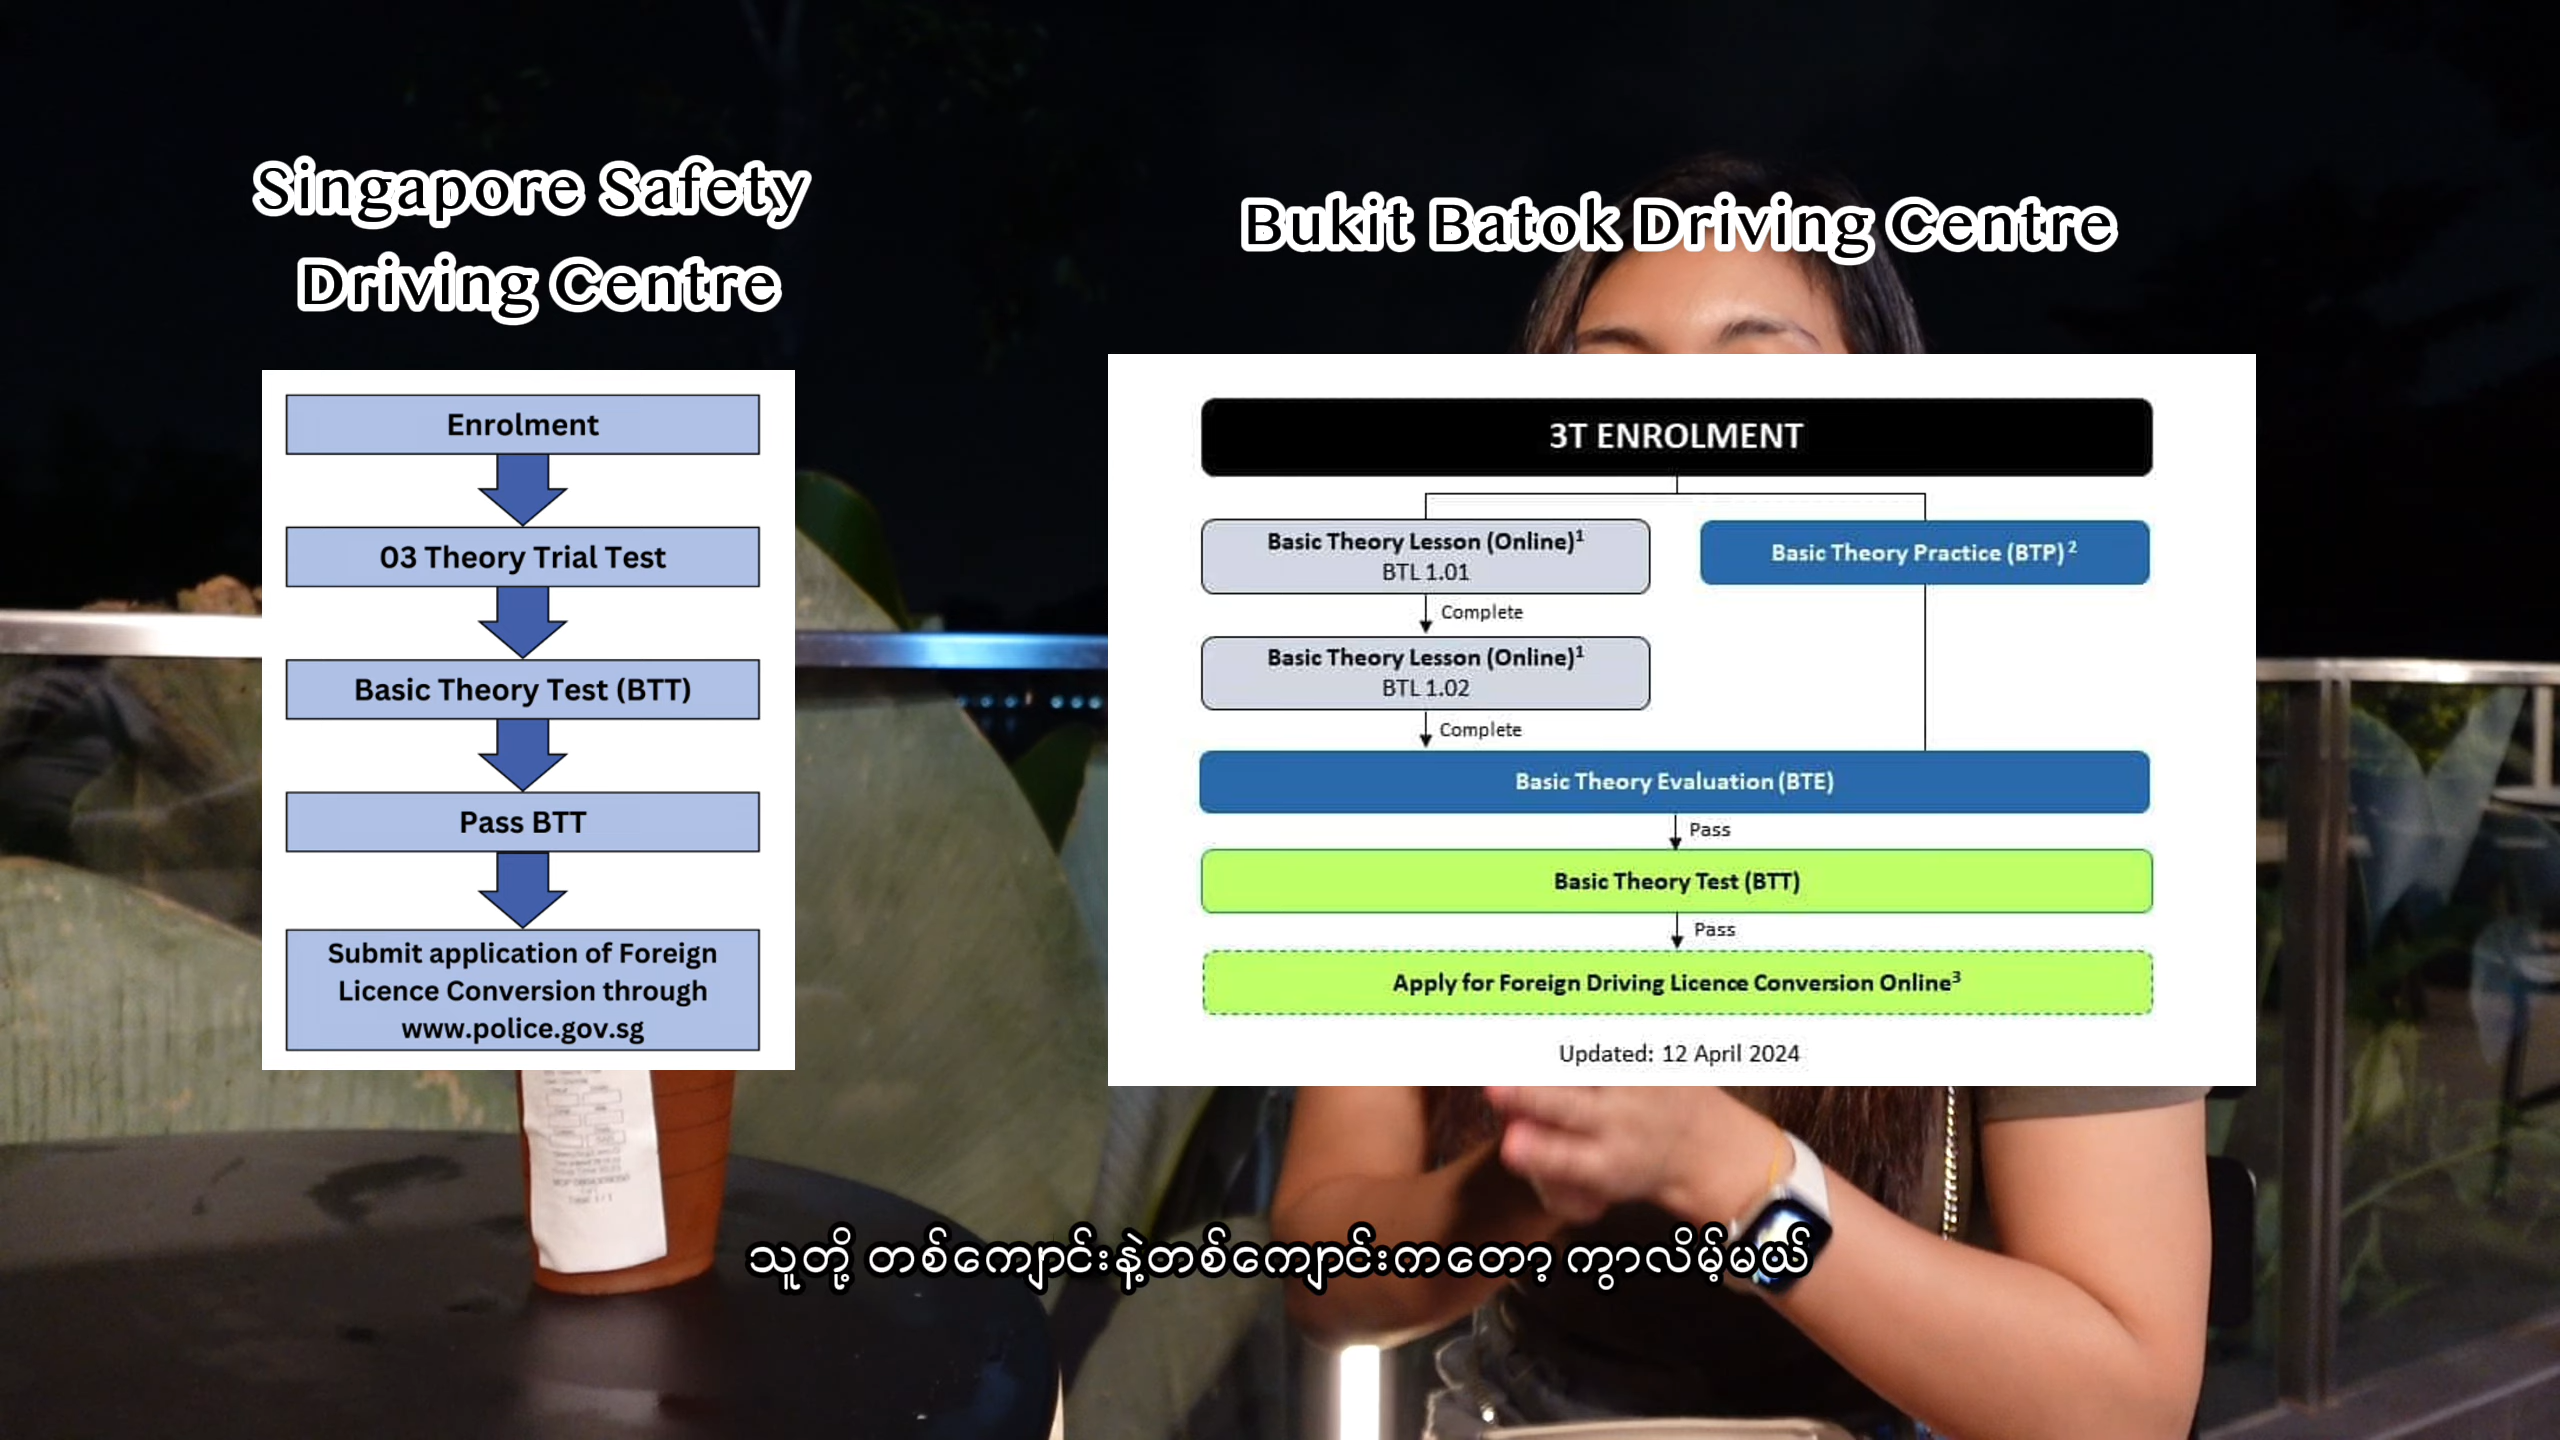 Singapore Safety
Driving Centre
Enrolment
03 Theory Trial Test
Basic Theory Test (BTT)
Pass BTT
Submit application of Foreign
Licence Conversion through
www.police.gov.sg
Bukit Batok Driving Centre
3T ENROLMENT
Basic Theory Lesson (Online)¹
BTL 1.01
Basic Theory Practice (BTP)²
Complete
Basic Theory Lesson (Online)¹
BTL 1.02
Complete
Basic Theory Evaluation (BTE)
Pass
Basic Theory Test (BTT)
Pass
Apply for Foreign Driving Licence Conversion Online³
Updated: 12 April 2024
သူတို့ တစ်ကျောင်းနဲ့တစ်ကျောင်းကတော့ ကွာလိမ့်မယ်